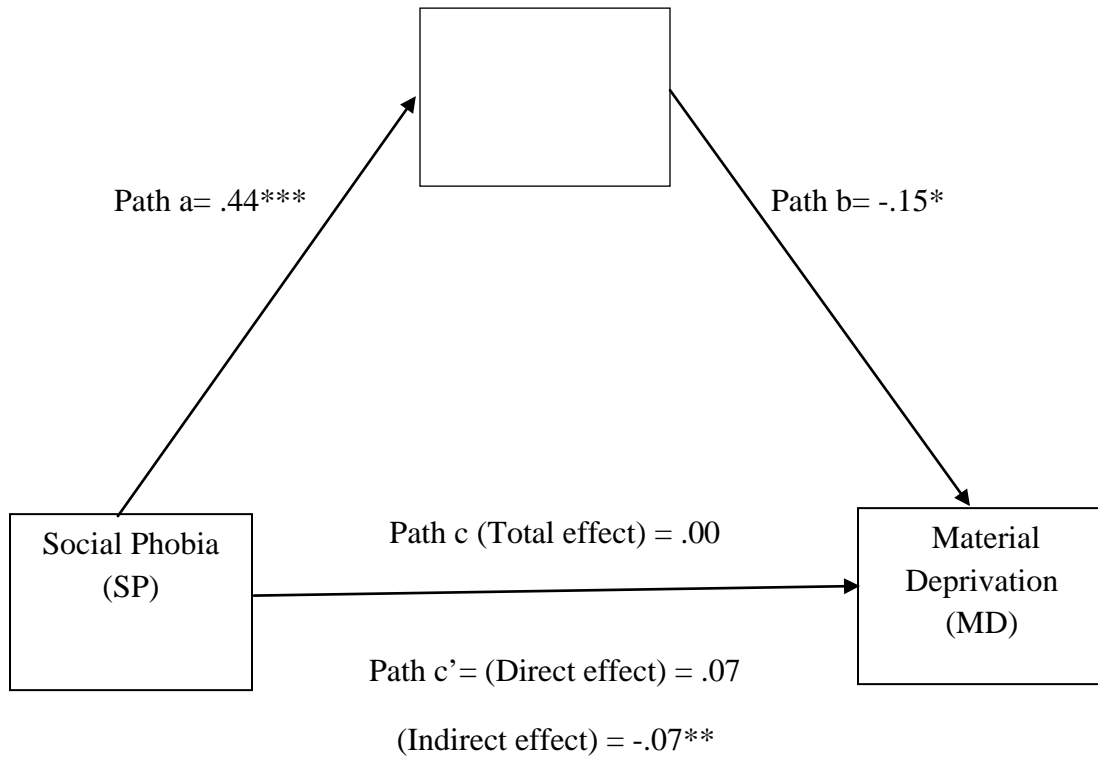 Path a= .44***
Path b= -.15*
Social Phobia
(SP)
Path c (Total effect) = .00
Material
Deprivation
(MD)
Path c’= (Direct effect) = .07
(Indirect effect) = -.07**